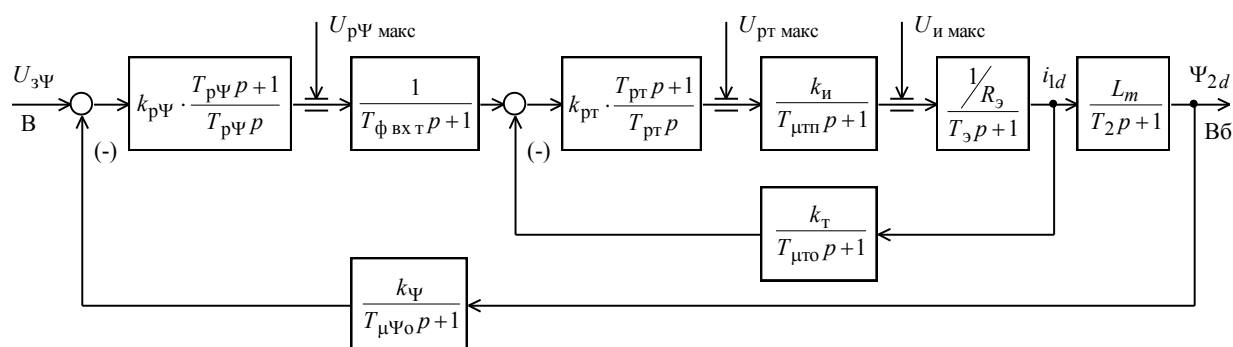 U_рΨ макс
U_рт макс
U_и макс
U_зΨ
В
(-)
k_рΨ · (T_рΨ p + 1) / (T_рΨ p)
1 / (T_ф вх т p + 1)
(-)
k_рт · (T_рт p + 1) / (T_рт p)
k_и / (T_μтп p + 1)
(1/R_э) / (T_э p + 1)
i_1d
L_m / (T_2 p + 1)
Ψ_2d
Вб
k_т / (T_μто p + 1)
k_Ψ / (T_μΨо p + 1)